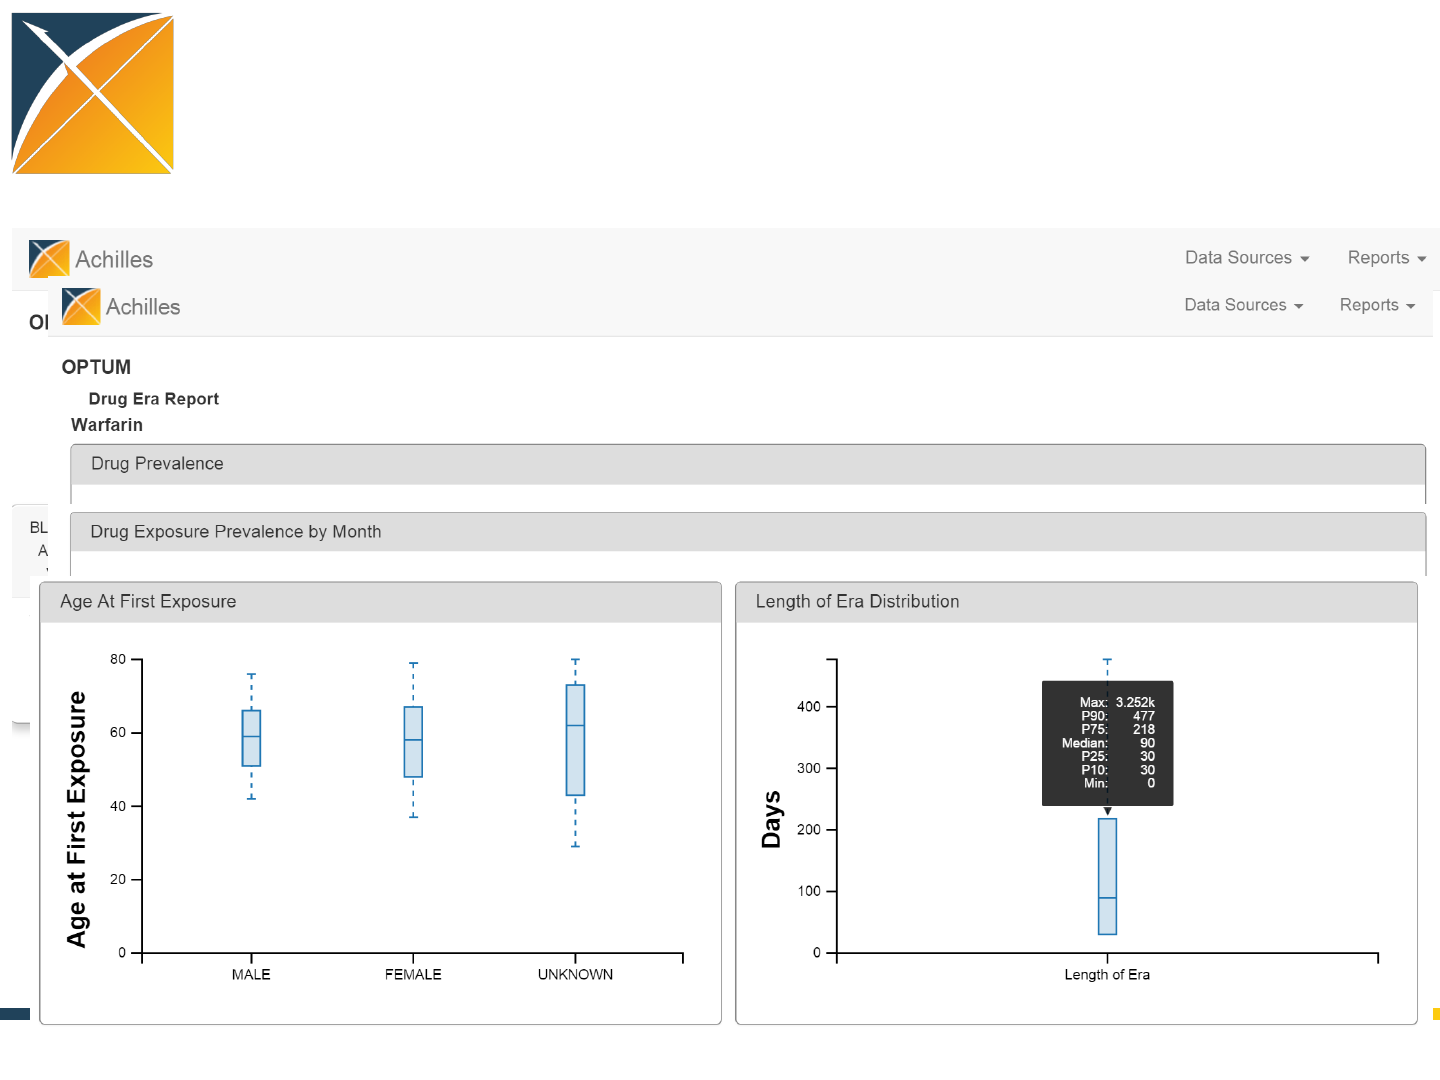 Achilles
Data Sources
Reports
Achilles
Data Sources
Reports
OPTUM
Drug Era Report
Warfarin
Drug Prevalence
BL
Drug Exposure Prevalence by Month
A
Age At First Exposure
Length of Era Distribution
Age at First Exposure
80
60
40
20
0
MALE
FEMALE
UNKNOWN
Days
400
300
200
100
0
Max: 3.252k
P90: 477
P75: 218
Median: 90
P25: 30
P10: 30
Min: 0
Length of Era